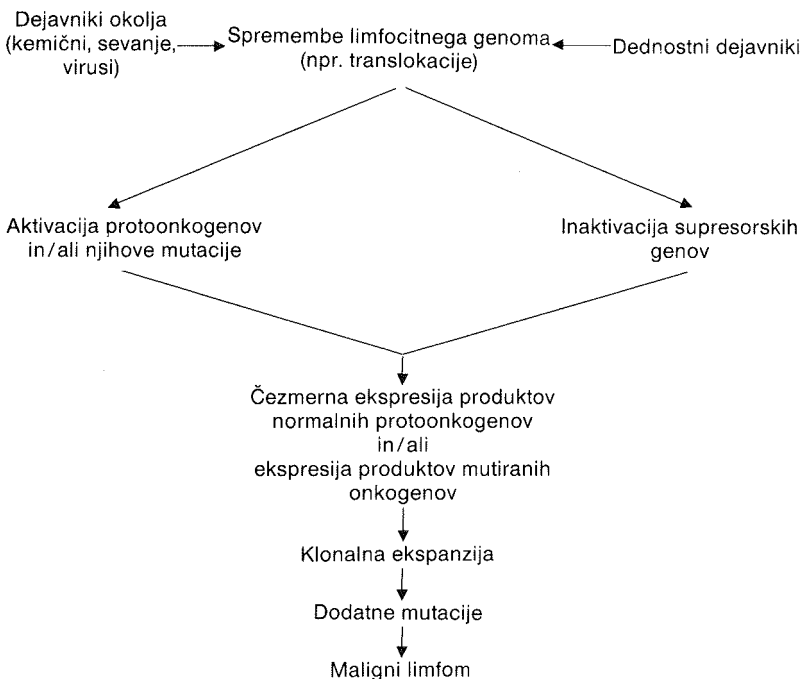 Dejavniki okolja
(kemični, sevanje,
virusi)
Spremembe limfocitnega genoma
(npr. translokacije)
Dednostni dejavniki
Aktivacija protoonkogenov
in/ali njihove mutacije
Inaktivacija supresorskih
genov
Čezmerna ekspresija produktov
normalnih protoonkogenov
in/ali
ekspresija produktov mutiranih
onkogenov
Klonalna ekspanzija
Dodatne mutacije
Maligni limfom